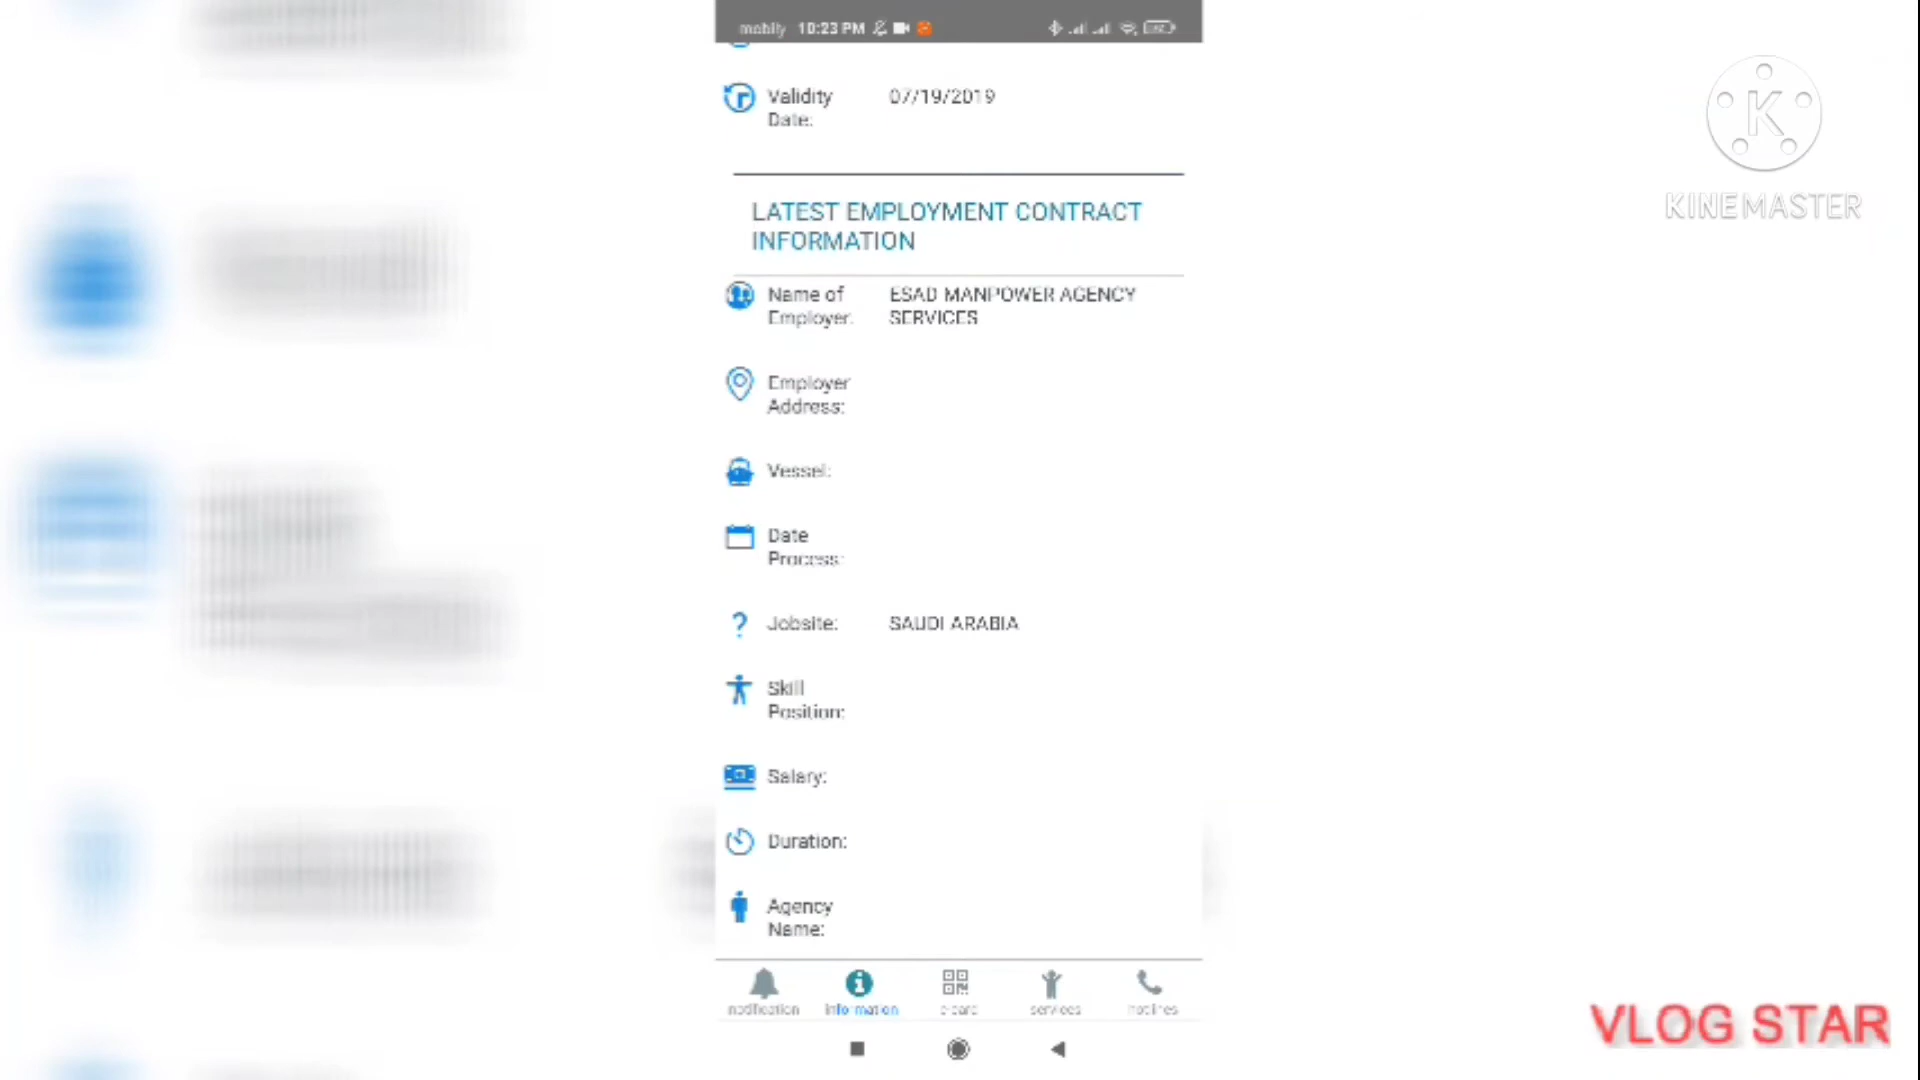 mobily 10:23 PM
Validity 07/19/2019
Date:
LATEST EMPLOYMENT CONTRACT
INFORMATION
Name of ESAD MANPOWER AGENCY
Employer: SERVICES
Employer
Address:
Vessel:
Date
Process:
Jobsite: SAUDI ARABIA
Skill
Position:
Salary:
Duration:
Agency
Name:
notification information e-card services hotlines
K
KINEMASTER
VLOG STAR